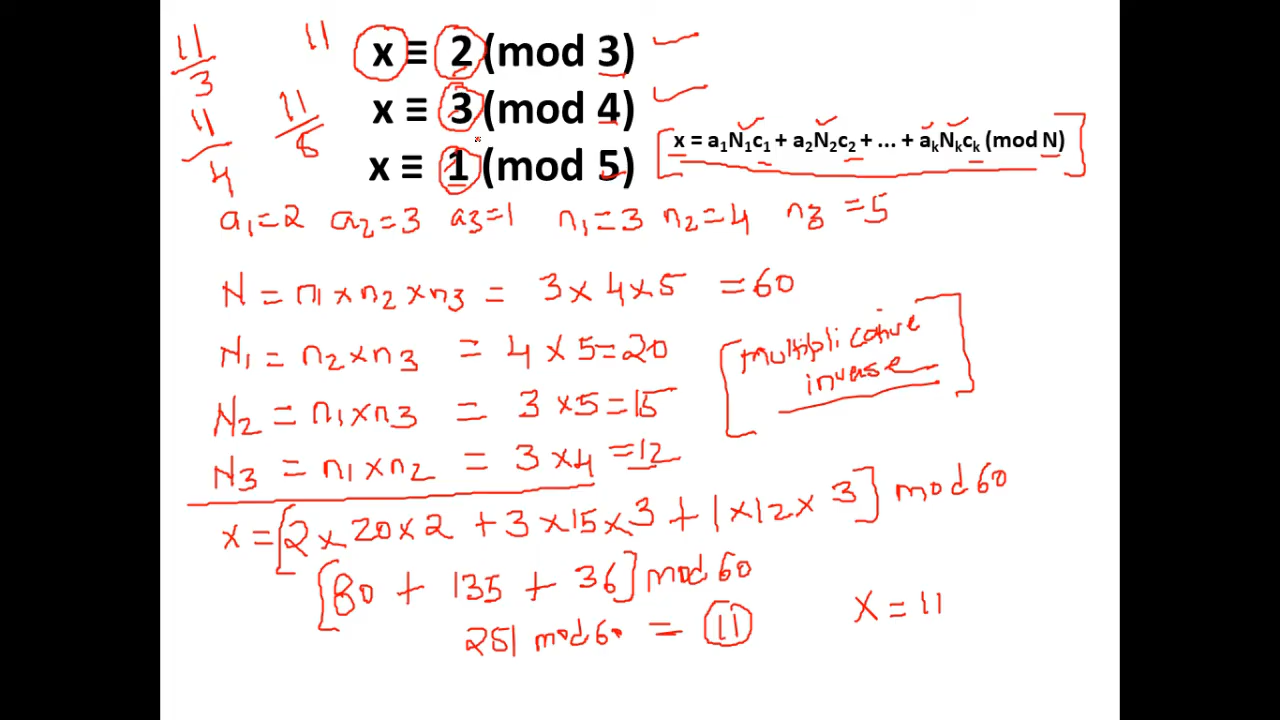 11/3 11 x ≡ 2 (mod 3)
11/4 11/5 x ≡ 3 (mod 4)
x = a₁N₁c₁ + a₂N₂c₂ + ... + aₖNₖcₖ (mod N)
x ≡ 1 (mod 5)
a₁=2 a₂=3 a₃=1 n₁=3 n₂=4 n₃=5
N = n₁×n₂×n₃ = 3×4×5 =60
N₁ = n₂×n₃ = 4×5=20
Multiplicative
inverse
N₂ = n₁×n₃ = 3×5=15
N₃ = n₁×n₂ = 3×4=12
x=[2×20×2 +3×15×3+1×12×3] mod 60
[80 + 135 + 36] mod 60
251 mod 60 = 11
X = 11